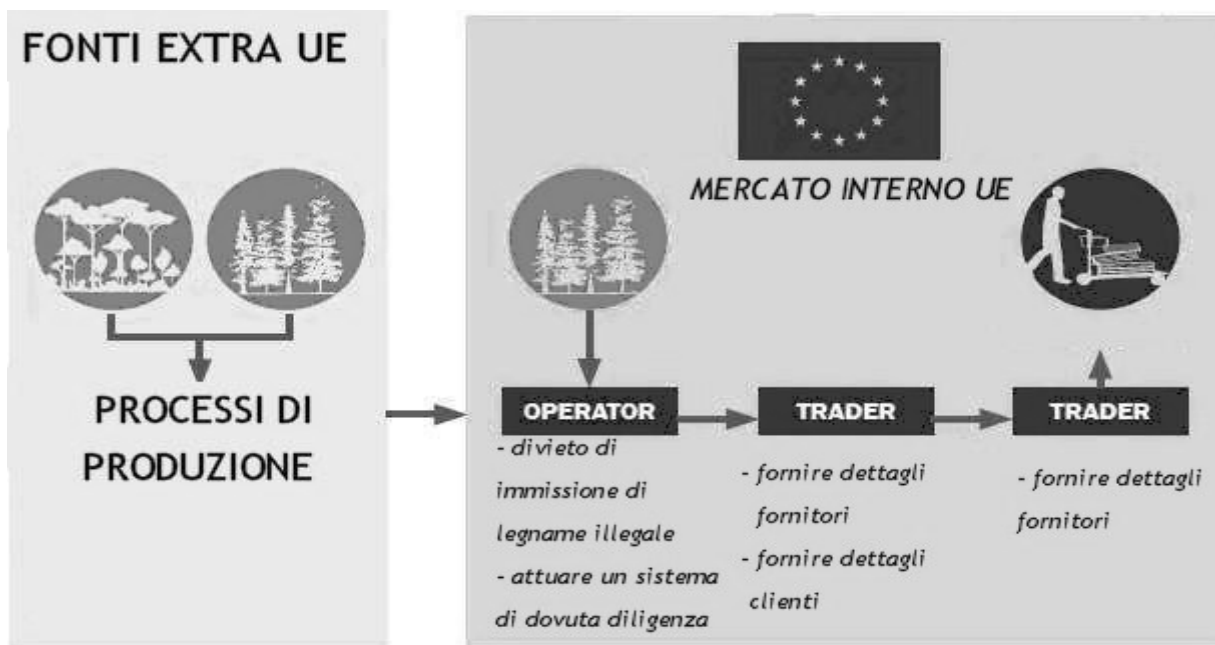 FONTI EXTRA UE
PROCESSI DI
PRODUZIONE
MERCATO INTERNO UE
OPERATOR
- divieto di
immissione di
legname illegale
- attuare un sistema
di dovuta diligenza
TRADER
- fornire dettagli
fornitori
- fornire dettagli
clienti
TRADER
- fornire dettagli
fornitori